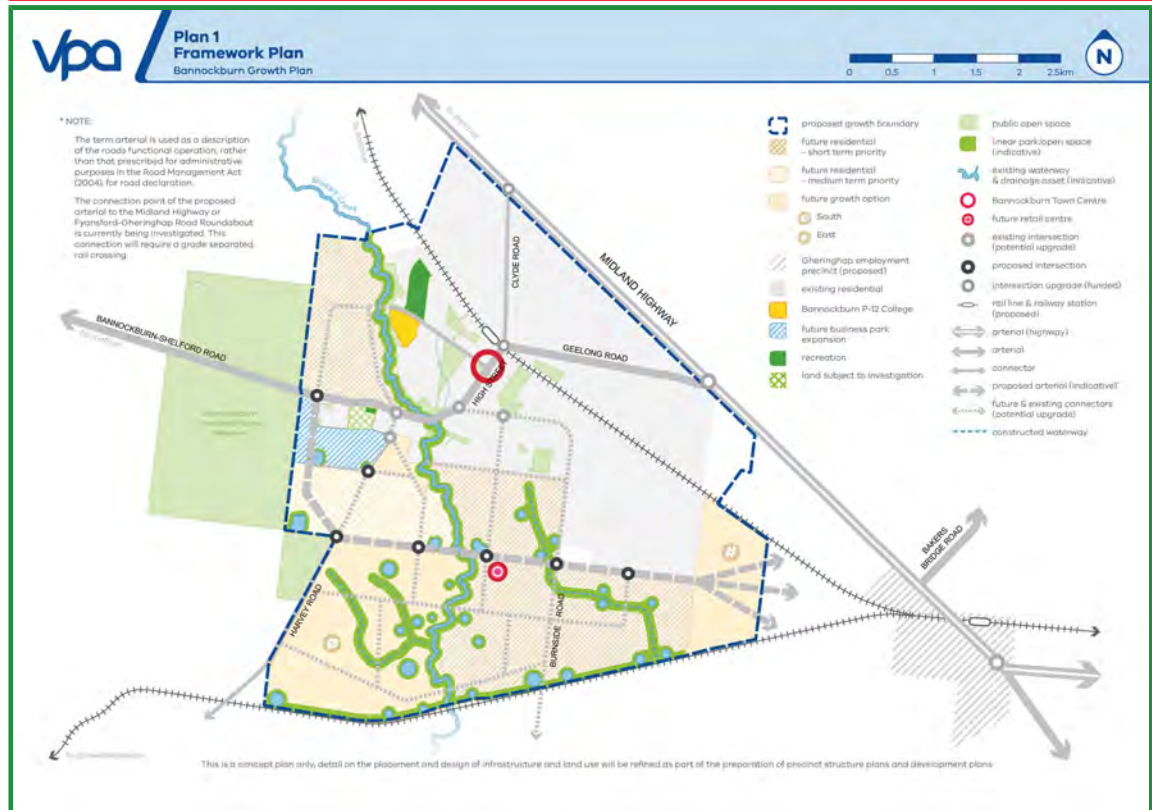 vpa
Plan 1
Framework Plan
Bannockburn Growth Plan
0 0.5 1 1.5 2 2.5km
N
* NOTE:
The term arterial is used as a description
of the roads functional operation, rather
than that prescribed for administrative
purposes in the Road Management Act
(2004), for road declaration.
The connection point of the proposed
arterial to the Midland Highway or
Fyansford-Gheringhap Road Roundabout
is currently being investigated. This
connection will require a grade separated
rail crossing
proposed growth boundary
future residential
- short term priority
future residential
- medium term priority
future growth option
South
East
Gheringhap employment
precinct (proposed)
existing residential
Bannockburn P-12 College
future business park
expansion
recreation
land subject to investigation
public open space
linear park/open space
(indicative)
existing waterway
& drainage asset (indicative)
Bannockburn Town Centre
future retail centre
existing intersection
(potential upgrade)
proposed intersection
intersection upgrade (funded)
rail line & railway station
(proposed)
arterial (highway)
arterial
connector
proposed arterial (indicative)*
future & existing connectors
(potential upgrade)
constructed waterway
CLYDE ROAD
MIDLAND HIGHWAY
BANNOCKBURN-SHELFORD ROAD
GEELONG ROAD
HIGH STREET
BAKERS
BRIDGE ROAD
HARVEY ROAD
BURNSIDE ROAD
This is a concept plan only, detail on the placement and design of infrastructure and land use will be refined as part of the preparation of precinct structure plans and development plans